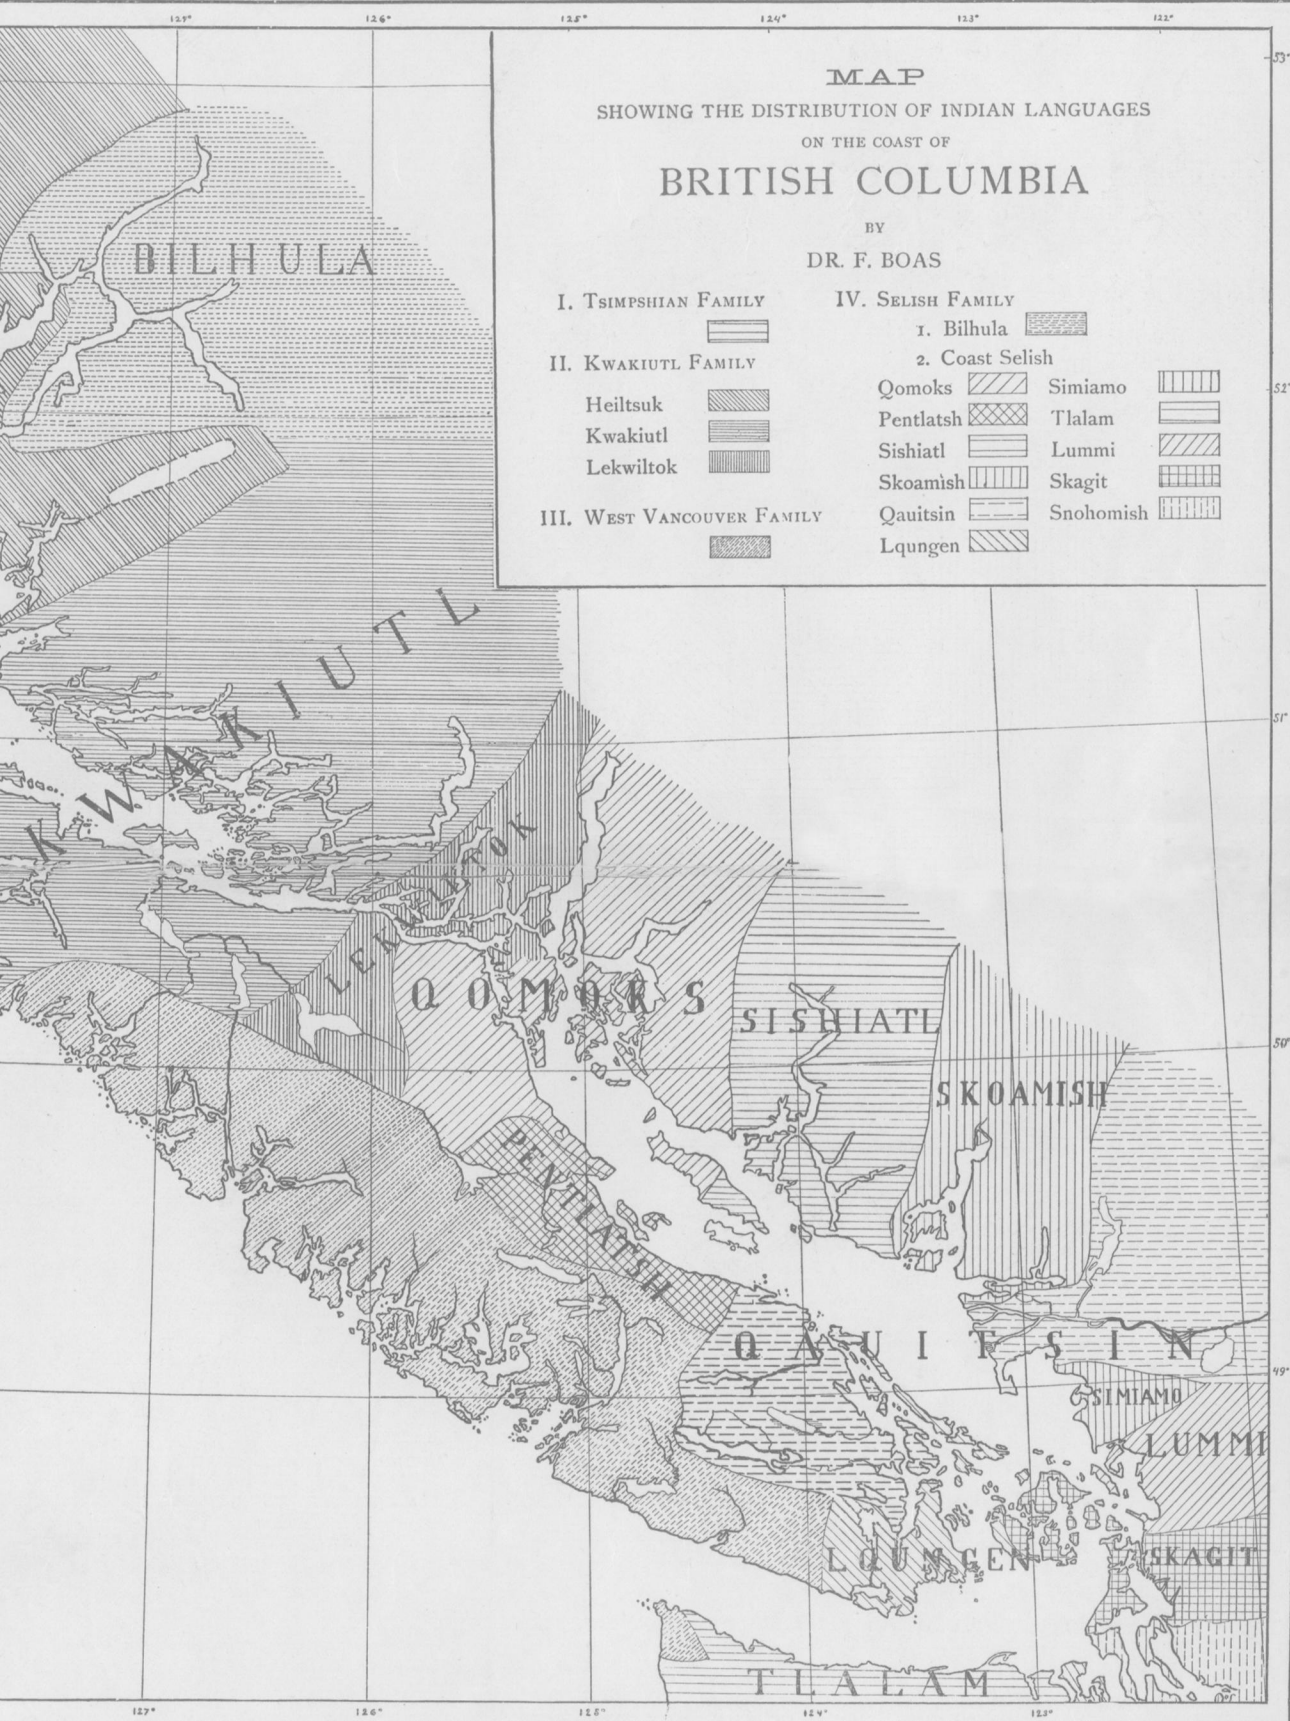 127° 126° 125° 124° 123° 122°
53°
MAP
SHOWING THE DISTRIBUTION OF INDIAN LANGUAGES
ON THE COAST OF
BRITISH COLUMBIA
BY
DR. F. BOAS
I. TSIMPSHIAN FAMILY
II. KWAKIUTL FAMILY
Heiltsuk
Kwakiutl
Lekwiltok
III. WEST VANCOUVER FAMILY
IV. SELISH FAMILY
1. Bilhula
2. Coast Selish
Qomoks
Pentlatsh
Sishiatl
Skoamish
Qauitsin
Lqungen
Simiamo
Tlalam
Lummi
Skagit
Snohomish
52°
BILHULA
KWAKIUTL
51°
LEKWILTOK
QOMOKS
SISHIATL
50°
SKOAMISH
PENTLATSH
QAUITSIN
49°
SIMIAMO
LUMMI
LQUNGEN
SKAGIT
TLALAM
127° 126° 125° 124° 123°